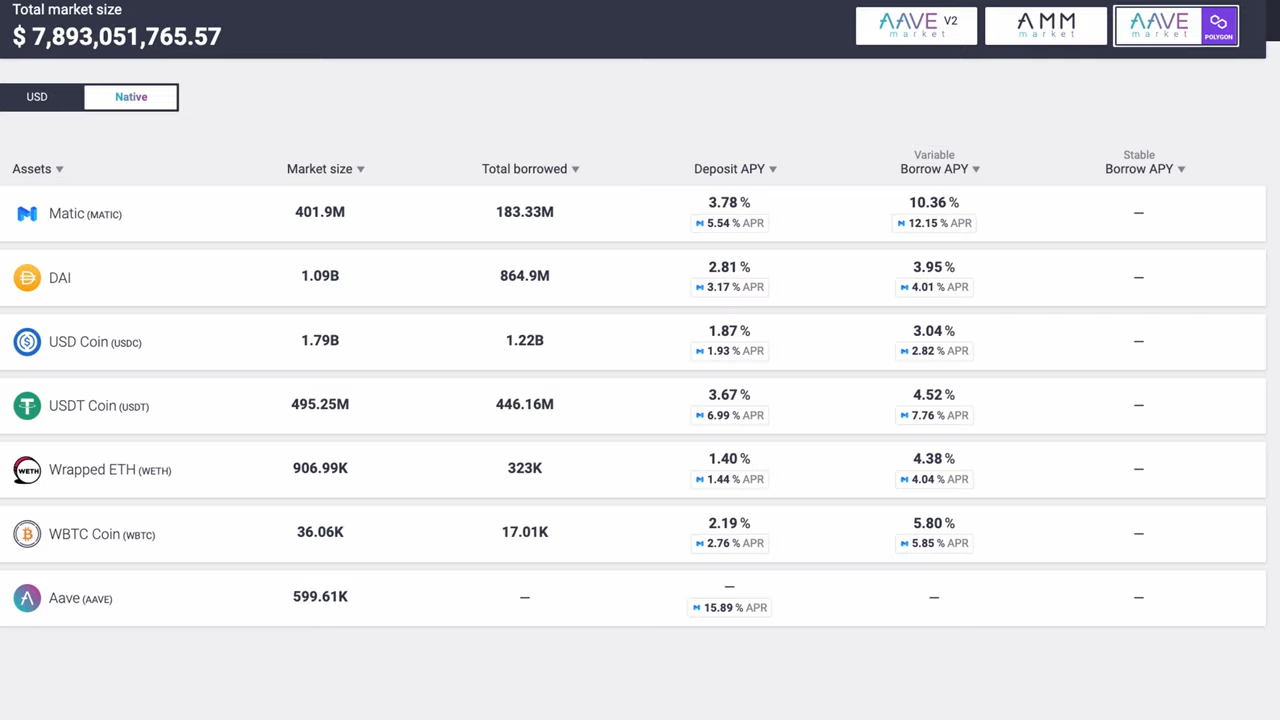 Total market size
$ 7,893,051,765.57
AAVE V2 market
AMM market
AAVE market POLYGON
USD Native
Assets Market size Total borrowed Deposit APY Variable Borrow APY Stable Borrow APY
Matic (MATIC) 401.9M 183.33M 3.78 % 10.36 % —
5.54 % APR 12.15 % APR
DAI 1.09B 864.9M 2.81 % 3.95 % —
3.17 % APR 4.01 % APR
USD Coin (USDC) 1.79B 1.22B 1.87 % 3.04 % —
1.93 % APR 2.82 % APR
USDT Coin (USDT) 495.25M 446.16M 3.67 % 4.52 % —
6.99 % APR 7.76 % APR
WETH Wrapped ETH (WETH) 906.99K 323K 1.40 % 4.38 % —
1.44 % APR 4.04 % APR
WBTC Coin (WBTC) 36.06K 17.01K 2.19 % 5.80 % —
2.76 % APR 5.85 % APR
Aave (AAVE) 599.61K — — — —
15.89 % APR